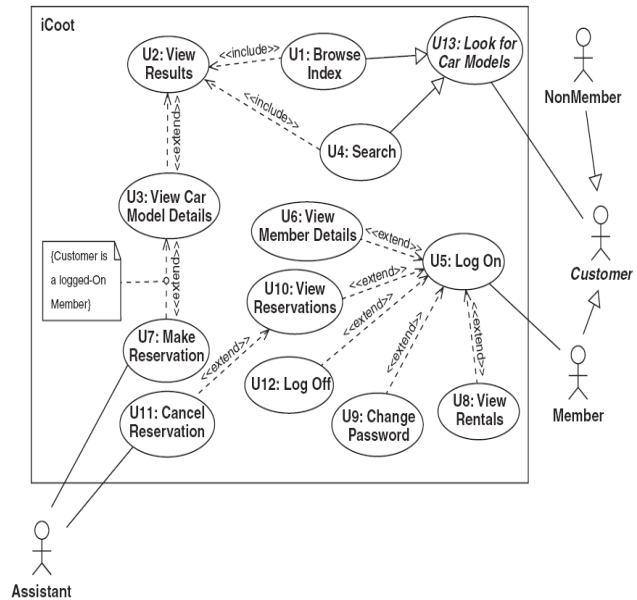 iCoot
U2: View
Results
<<include>>
U1: Browse
Index
U13: Look for
Car Models
NonMember
<<include>>
U4: Search
<<extend>>
U3: View Car
Model Details
U6: View
Member Details
<<extend>>
U5: Log On
Customer
{Customer is
a logged-On
Member}
<<extend>>
U10: View
Reservations
<<extend>>
<<extend>>
U7: Make
Reservation
<<extend>>
U12: Log Off
<<extend>>
<<extend>>
U11: Cancel
Reservation
U9: Change
Password
U8: View
Rentals
Member
Assistant